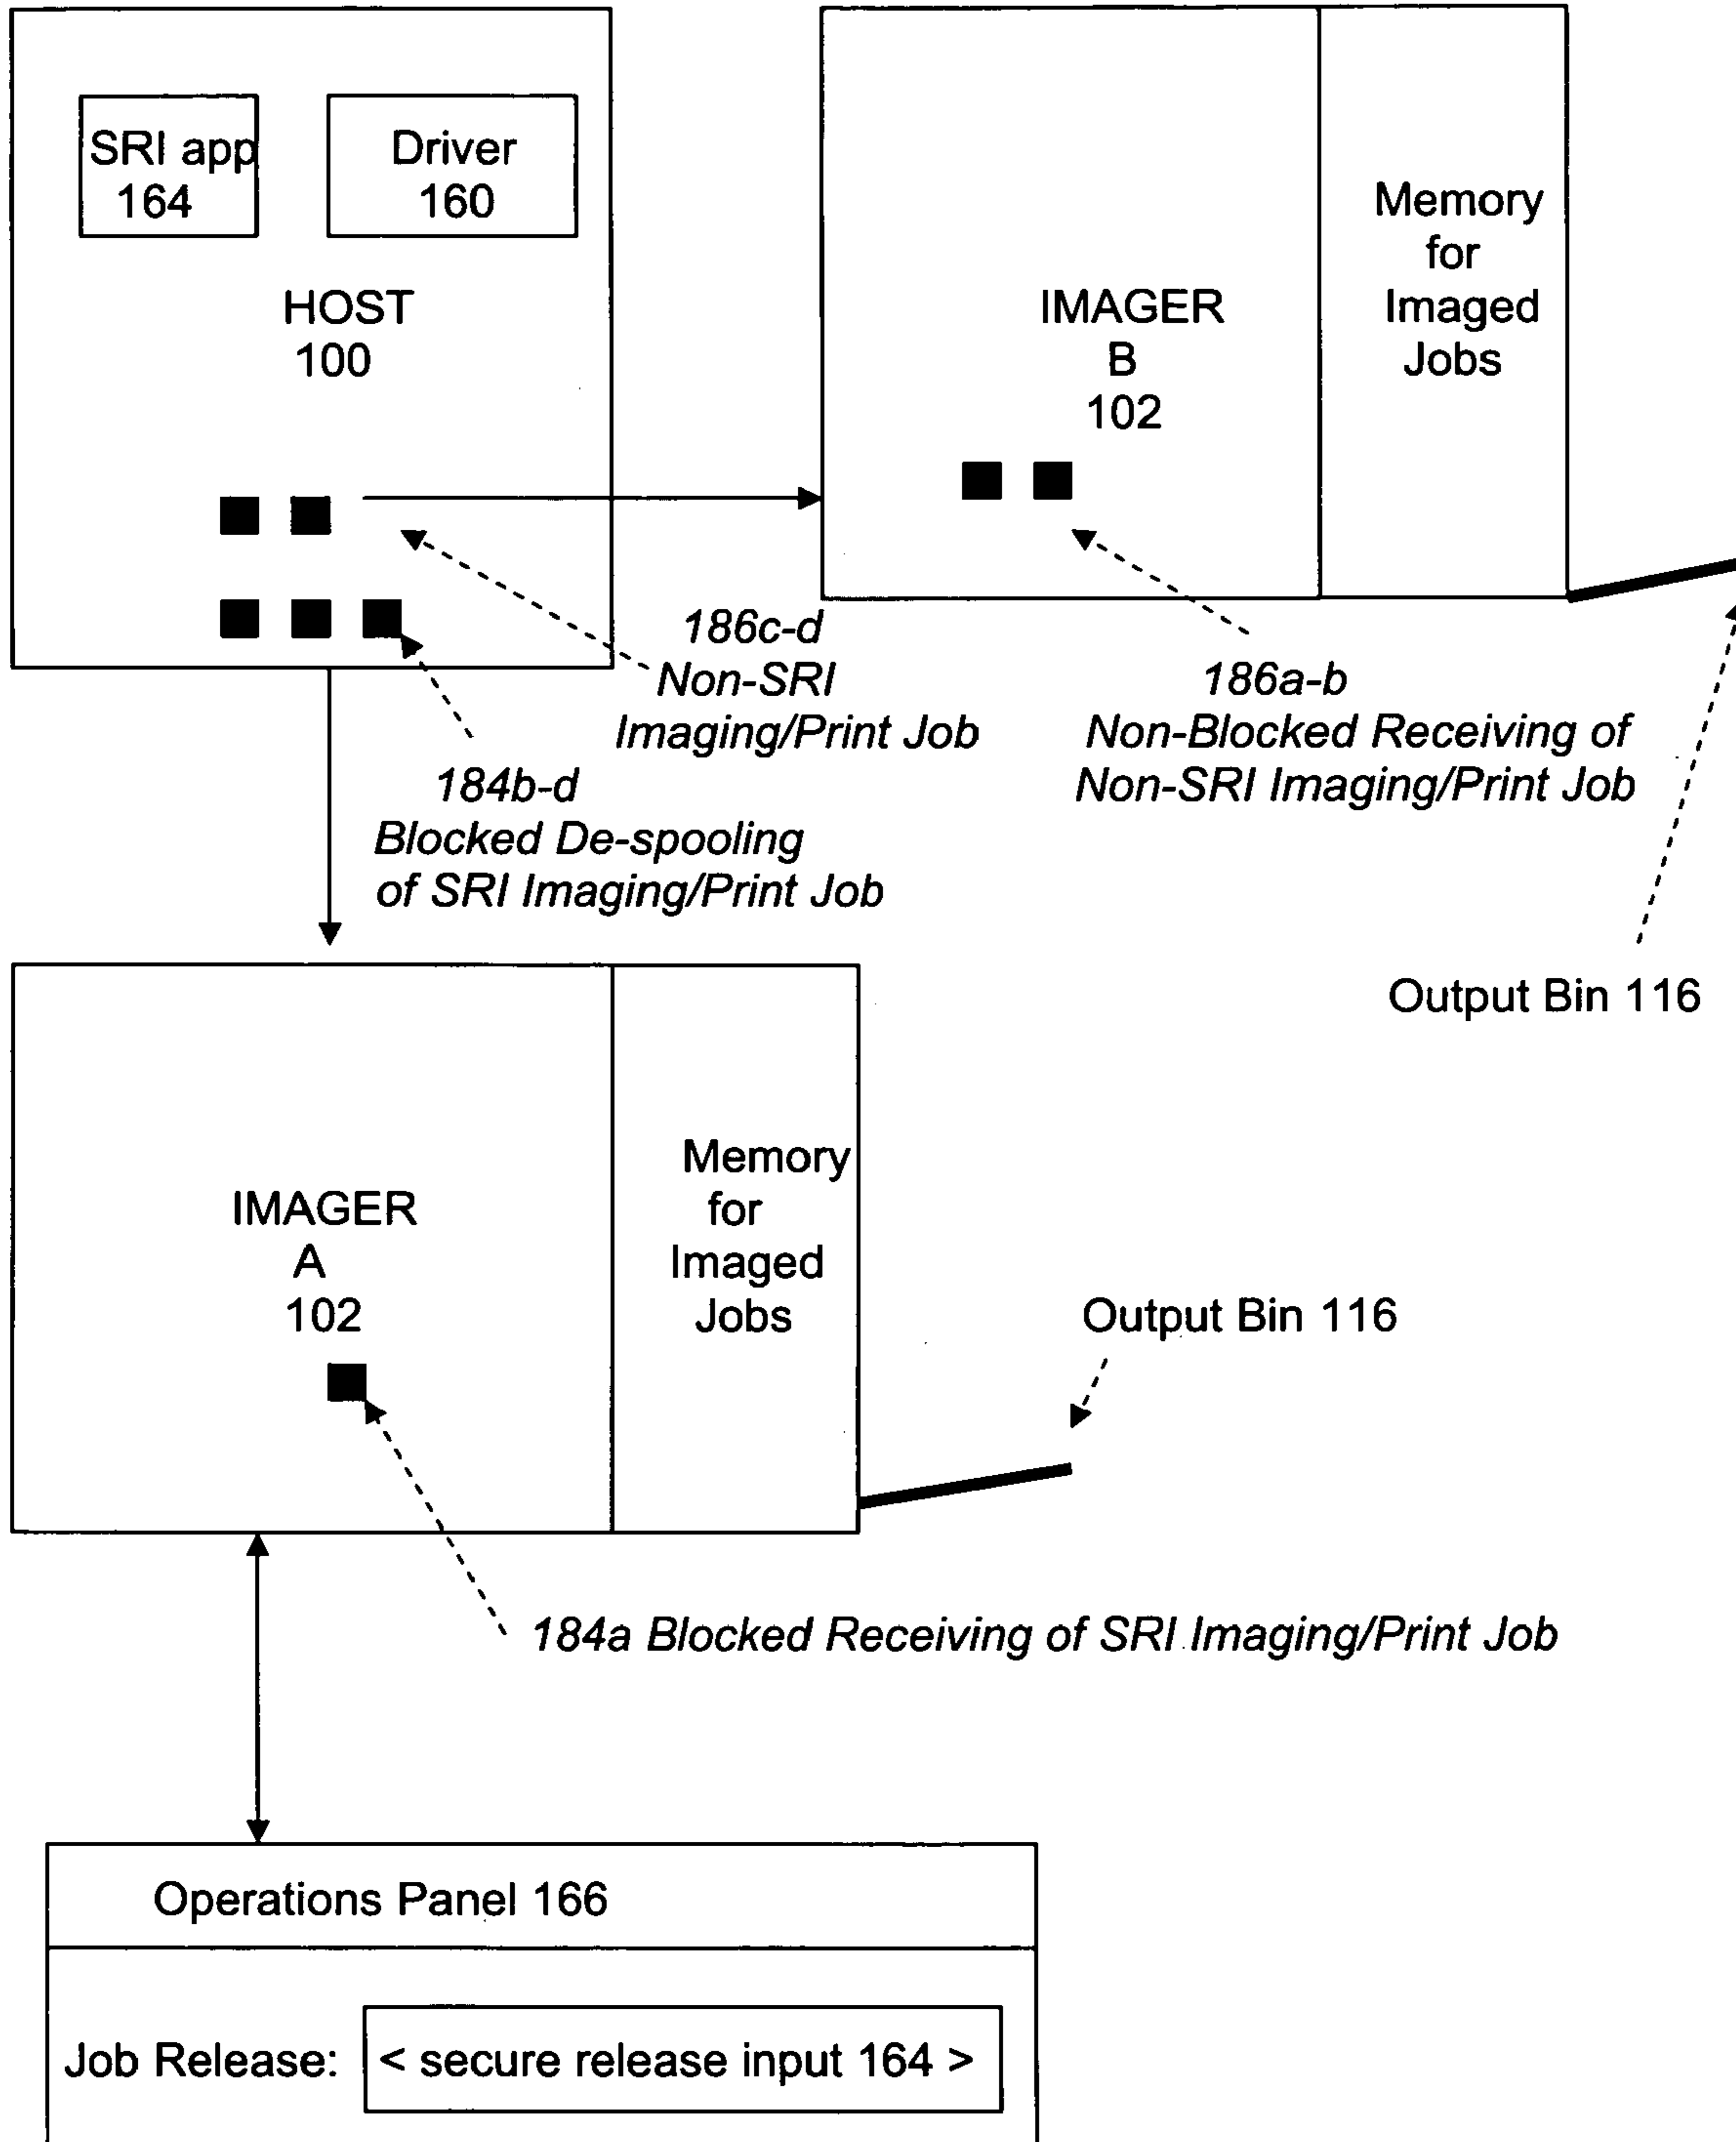 SRI app
164
Driver
160
HOST
100
IMAGER
B
102
Memory
for
Imaged
Jobs
186c-d
Non-SRI
Imaging/Print Job
186a-b
Non-Blocked Receiving of
Non-SRI Imaging/Print Job
184b-d
Blocked De-spooling
of SRI Imaging/Print Job
Output Bin 116
IMAGER
A
102
Memory
for
Imaged
Jobs
Output Bin 116
184a Blocked Receiving of SRI Imaging/Print Job
Operations Panel 166
Job Release: < secure release input 164 >